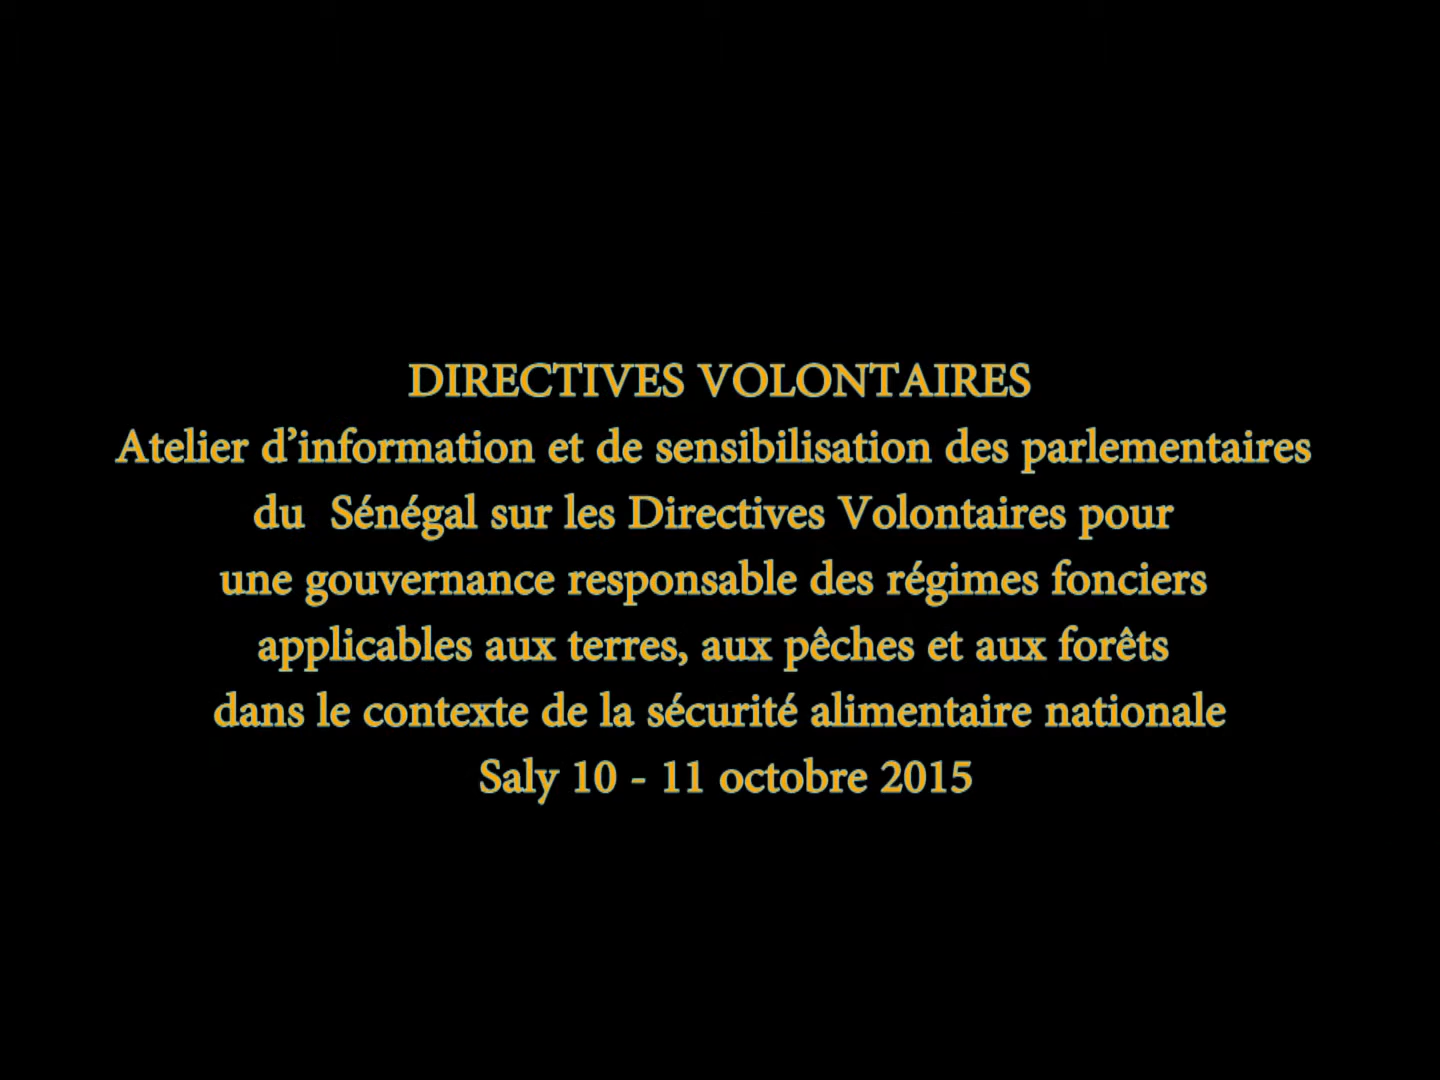 DIRECTIVES VOLONTAIRES
Atelier d’information et de sensibilisation des parlementaires
du  Sénégal sur les Directives Volontaires pour
une gouvernance responsable des régimes fonciers
applicables aux terres, aux pêches et aux forêts
dans le contexte de la sécurité alimentaire nationale
Saly 10 - 11 octobre 2015